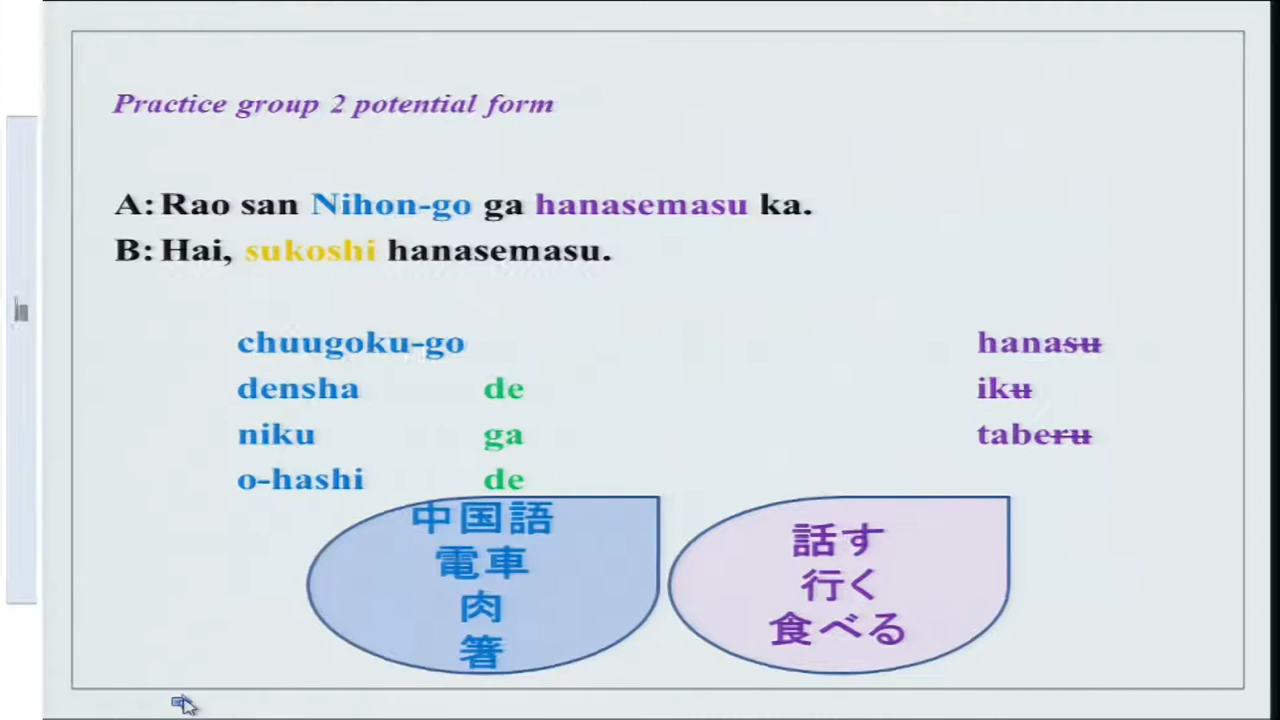 Practice group 2 potential form
A: Rao san Nihon-go ga hanasemasu ka.
B: Hai, sukoshi hanasemasu.
chuugoku-go hanasu
densha de iku
niku ga taberu
o-hashi de
中国語
電車
肉
箸
話す
行く
食べる